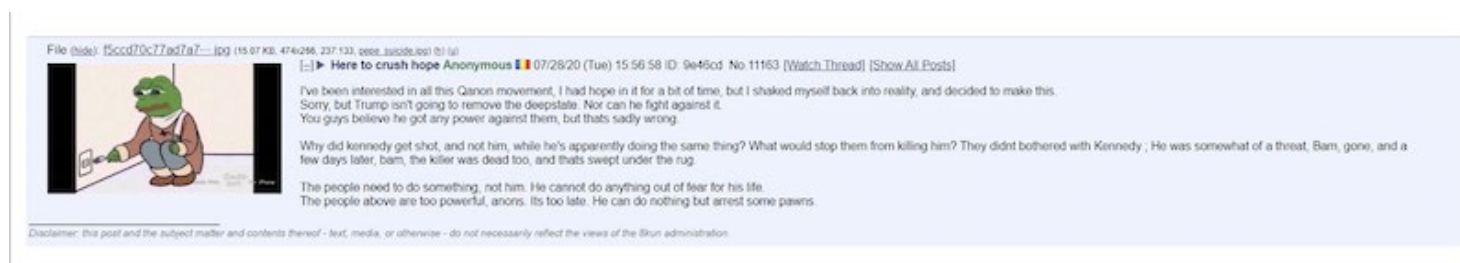 File (hide): f5ccd70c77ad7a7⋯.jpg (15.07 KB, 474x266, 237:133, pepe_suicide.jpg) (h) (u)
[–]▶ Here to crush hope Anonymous 07/28/20 (Tue) 15:56:58 ID: 9e46cd No.11163 [Watch Thread] [Show All Posts]
I've been interested in all this Qanon movement, I had hope in it for a bit of time, but I shaked myself back into reality, and decided to make this.
Sorry, but Trump isn't going to remove the deepstate. Nor can he fight against it.
You guys believe he got any power against them, but thats sadly wrong.
Why did kennedy get shot, and not him, while he's apparently doing the same thing? What would stop them from killing him? They didnt bothered with Kennedy ; He was somewhat of a threat, Bam, gone, and a
few days later, bam, the killer was dead too, and thats swept under the rug.
The people need to do something, not him. He cannot do anything out of fear for his life.
The people above are too powerful, anons. Its too late. He can do nothing but arrest some pawns.
Disclaimer: this post and the subject matter and contents thereof - text, media, or otherwise - do not necessarily reflect the views of the 8kun administration.